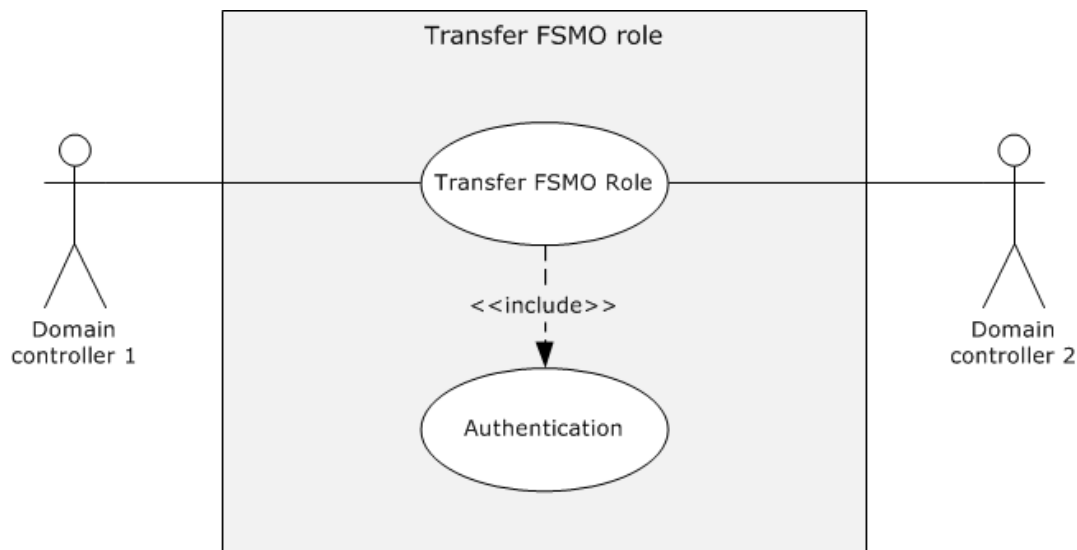 Transfer FSMO role
Transfer FSMO Role
<<include>>
Domain
controller 1
Domain
controller 2
Authentication